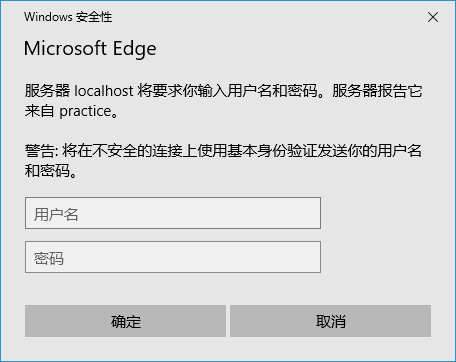 Windows 安全性
Microsoft Edge
服务器 localhost 将要求你输入用户名和密码。服务器报告它
来自 practice。
警告: 将在不安全的连接上使用基本身份验证发送你的用户名
和密码。
用户名
密码
确定
取消